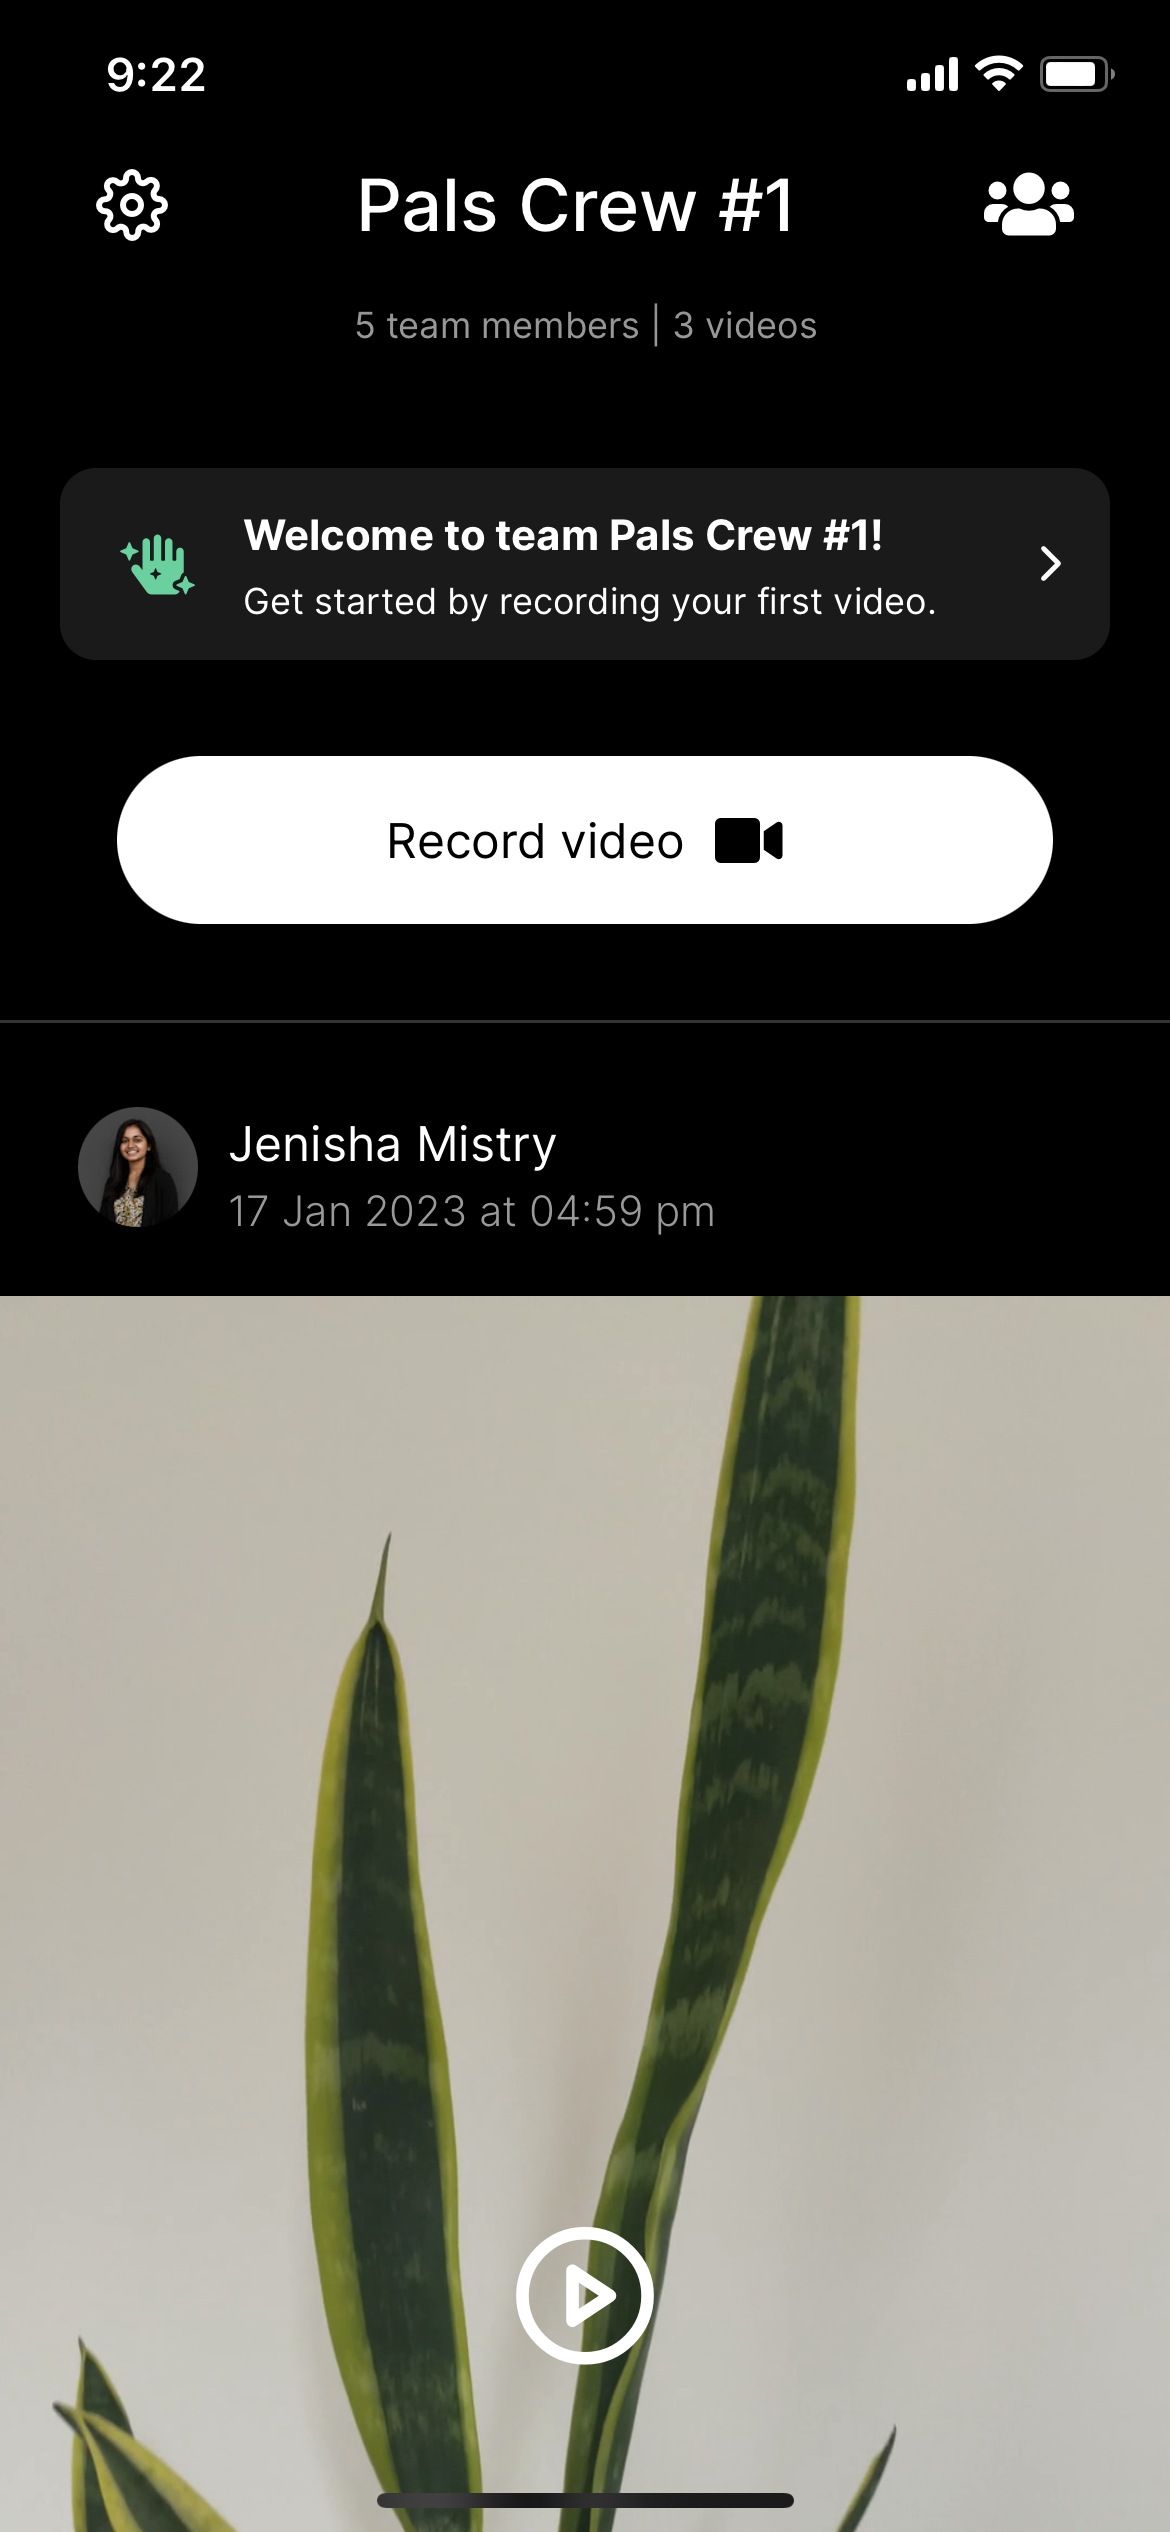 9:22
Pals Crew #1
5 team members | 3 videos
Welcome to team Pals Crew #1!
Get started by recording your first video.
Record video
Jenisha Mistry
17 Jan 2023 at 04:59 pm